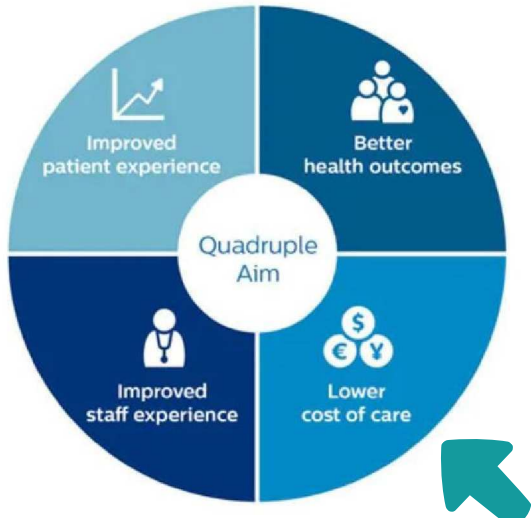 Improved
patient experience
Better
health outcomes
Quadruple
Aim
Improved
staff experience
$
€ ¥
Lower
cost of care